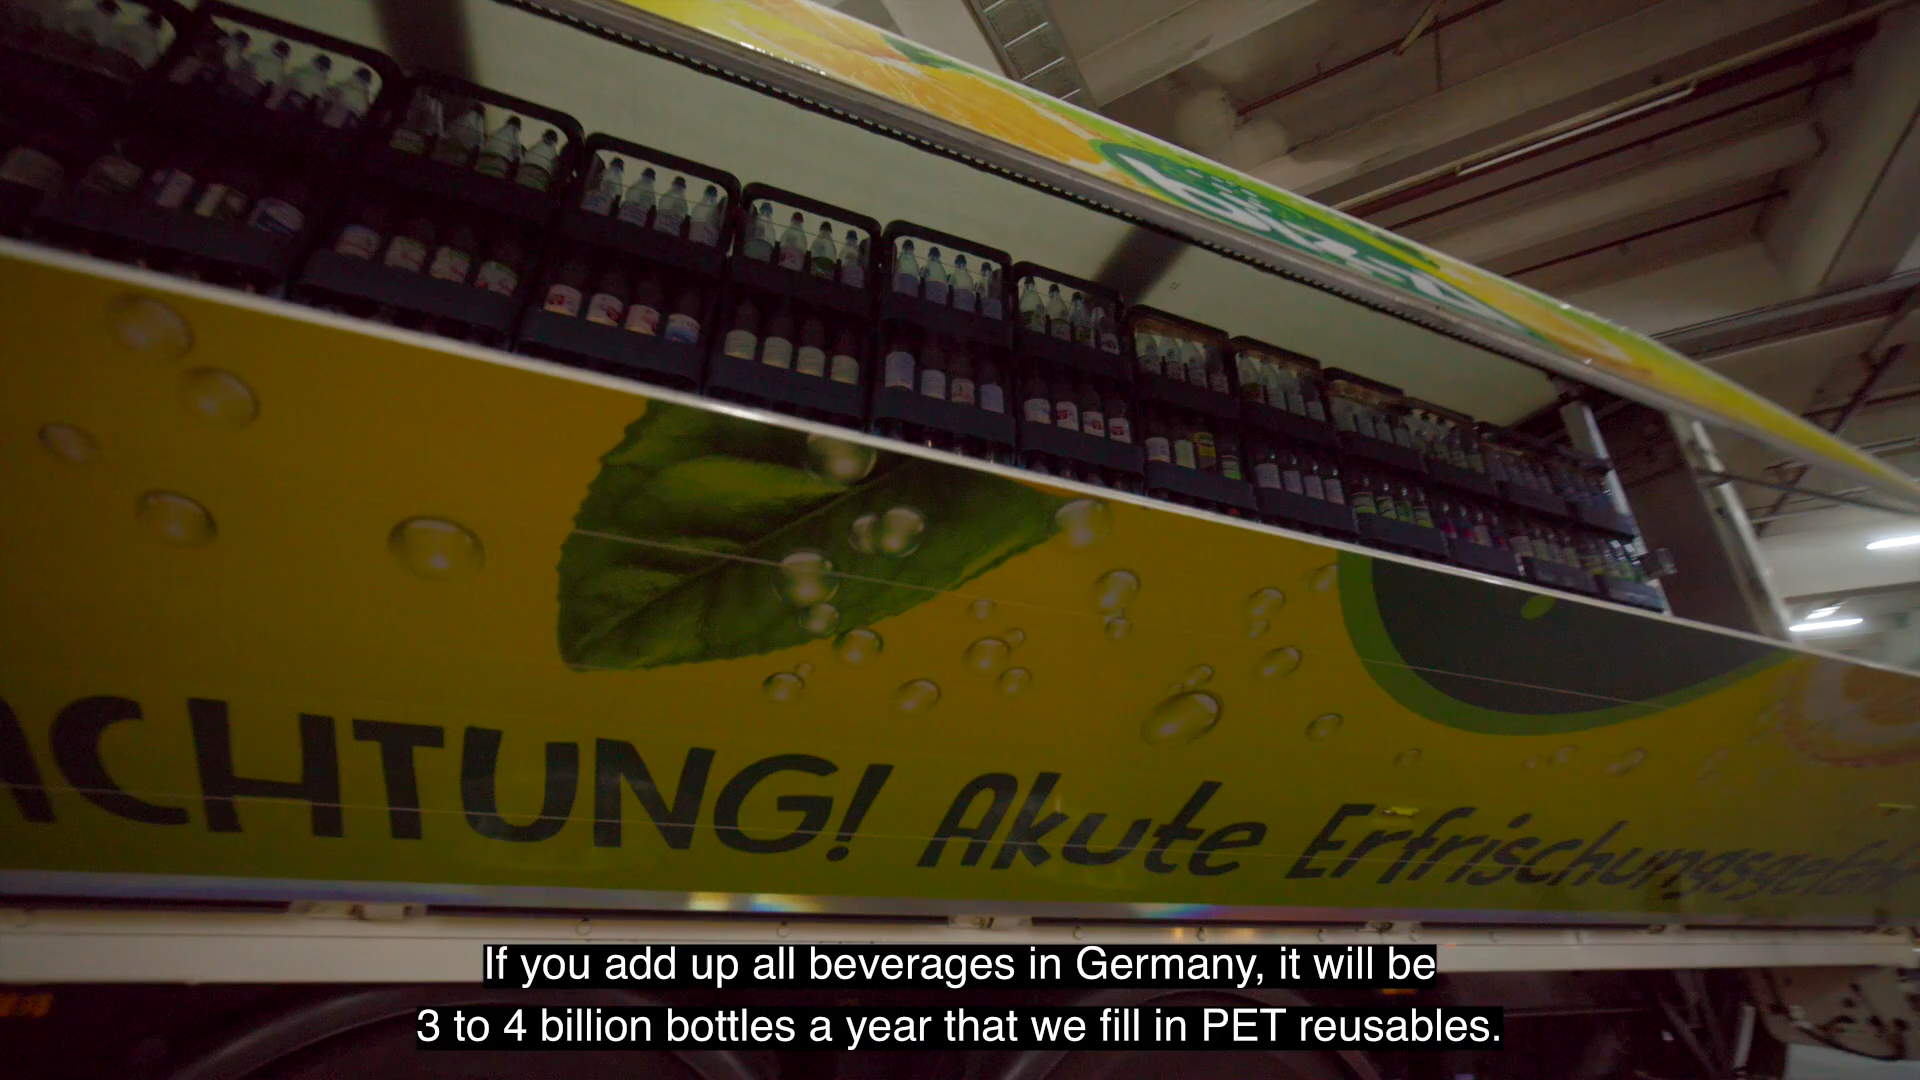 ACHTUNG! Akute Erfrischungsgefahr
If you add up all beverages in Germany, it will be
3 to 4 billion bottles a year that we fill in PET reusables.